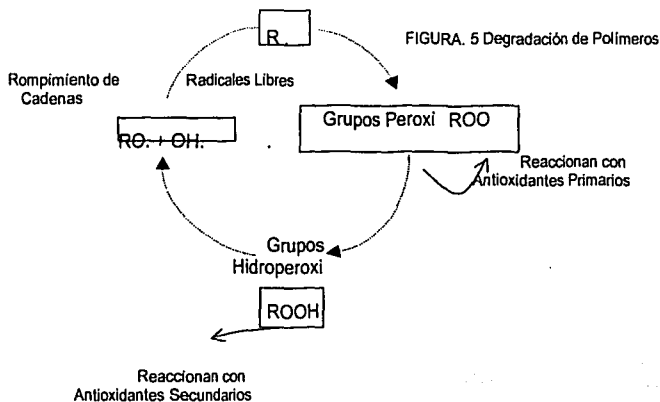 R .
FIGURA. 5 Degradación de Polímeros
Rompimiento de
Cadenas
Radicales Libres
Grupos Peroxi ROO
RO. + OH.
Reaccionan con
Antioxidantes Primarios
Grupos
Hidroperoxi
ROOH
Reaccionan con
Antioxidantes Secundarios